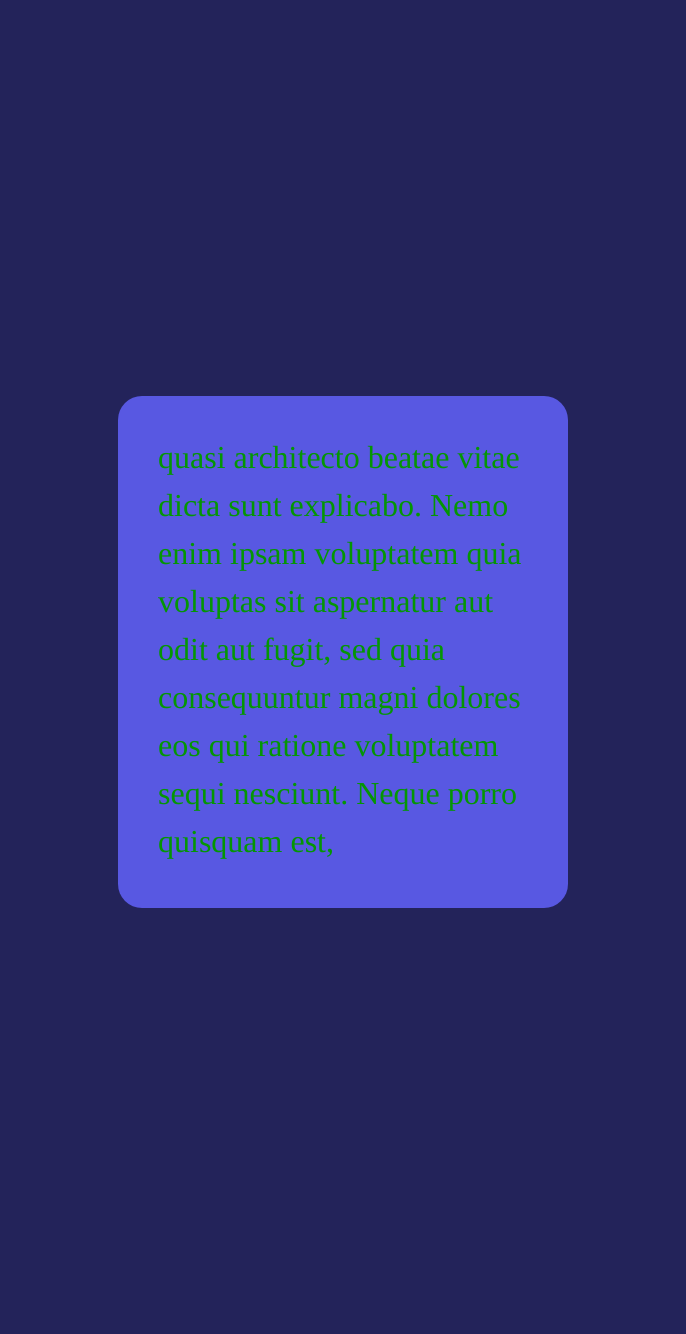 quasi architecto beatae vitae
dicta sunt explicabo. Nemo
enim ipsam voluptatem quia
voluptas sit aspernatur aut
odit aut fugit, sed quia
consequuntur magni dolores
eos qui ratione voluptatem
sequi nesciunt. Neque porro
quisquam est,